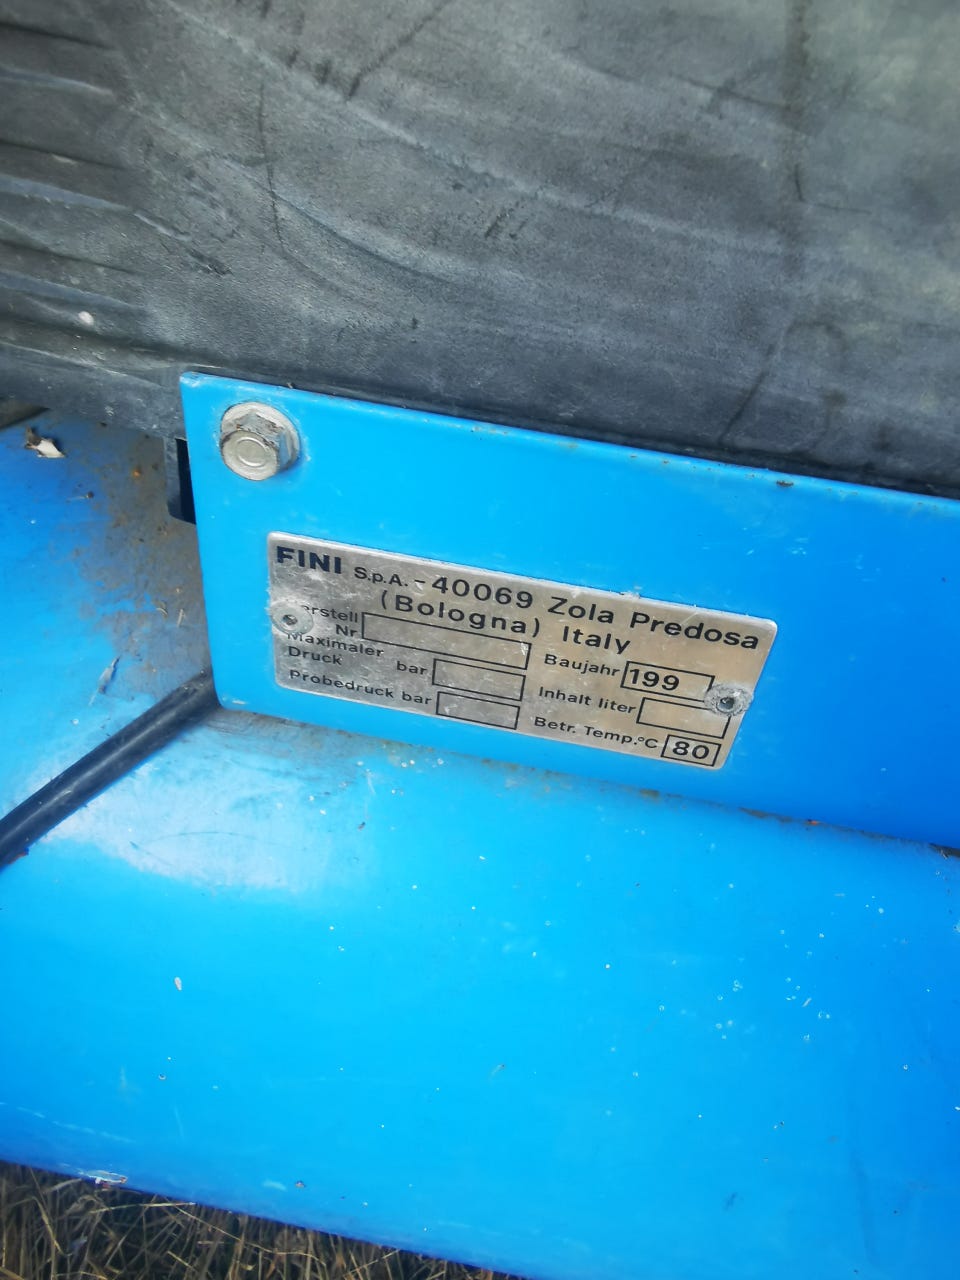 FINI S.p.A. - 40069 Zola Predosa
(Bologna) Italy
erstell
Nr
Baujahr 199
Maximaler
Druck bar
Inhalt liter
Probedruck bar
Betr. Temp.°C 80